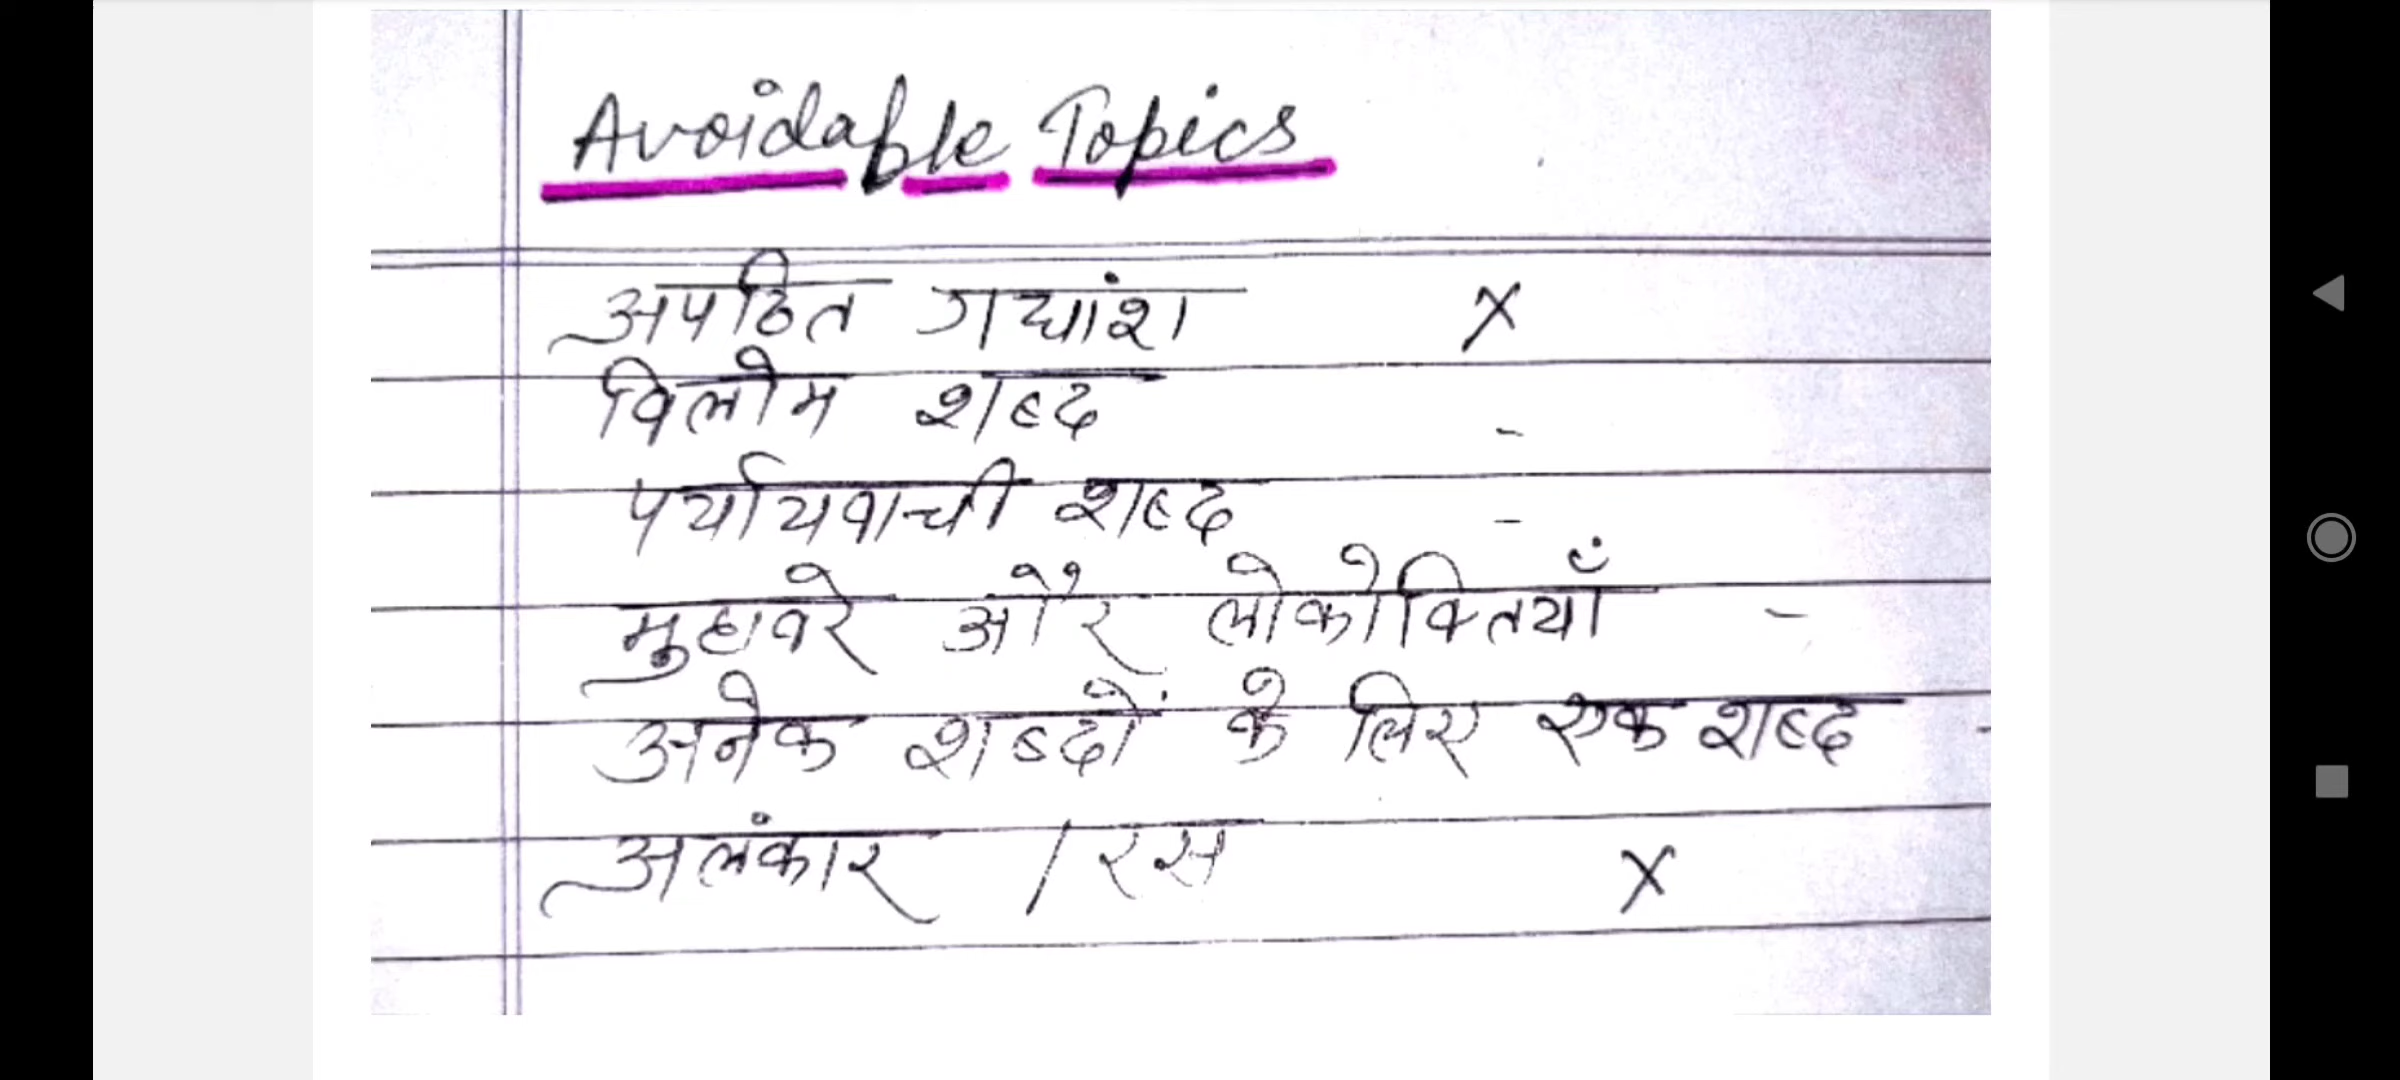 Avoidable Topics
अपठित गद्यांश X
विलोम शब्द -
पर्यायवाची शब्द -
मुहावरे और लोकोक्तियाँ -
अनेक शब्दों के लिए एक शब्द -
अलंकार / रस X